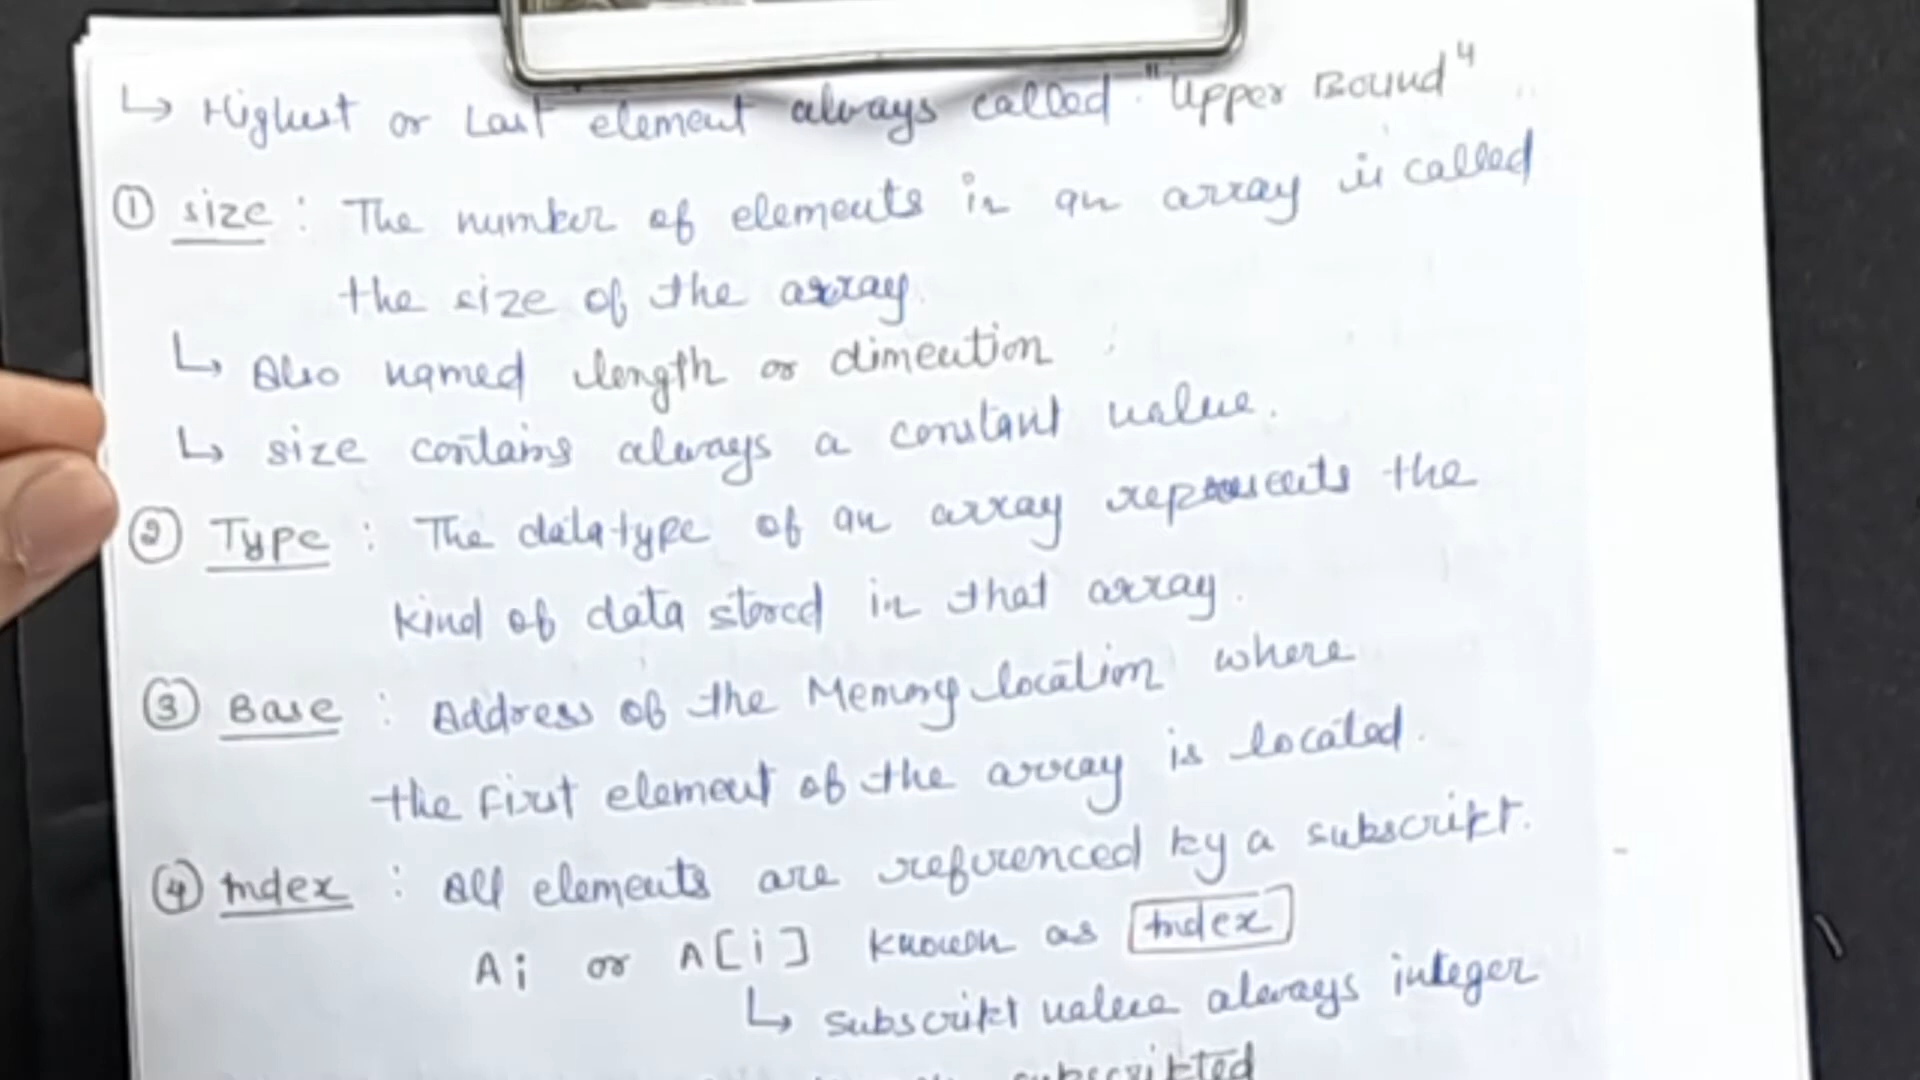 ↳ Highest or Last element always called "Upper Bound"
① size : The number of elements in an array is called
the size of the array.
↳ Also named length or dimention
↳ size contains always a constant value.
② Type : The datatype of an array represents the
kind of data stored in that array.
③ Base : Address of the Memory location where
the First element of the array is located.
④ Index : All elements are referenced by a subscript.
Ai or A[i] known as Index
↳ subscript value always integer
subscripted